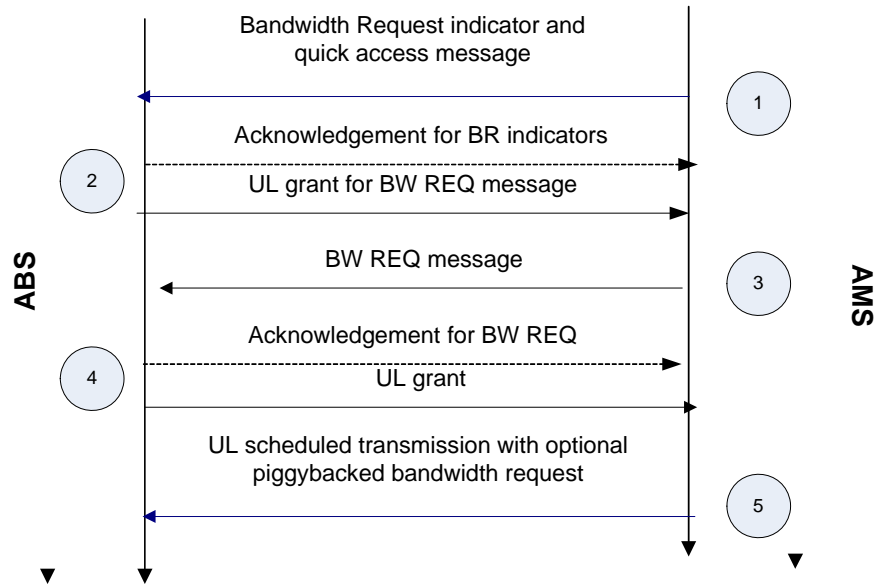 Bandwidth Request indicator and
quick access message
1
Acknowledgement for BR indicators
2
UL grant for BW REQ message
ABS
BW REQ message
3
AMS
Acknowledgement for BW REQ
4
UL grant
UL scheduled transmission with optional
piggybacked bandwidth request
5